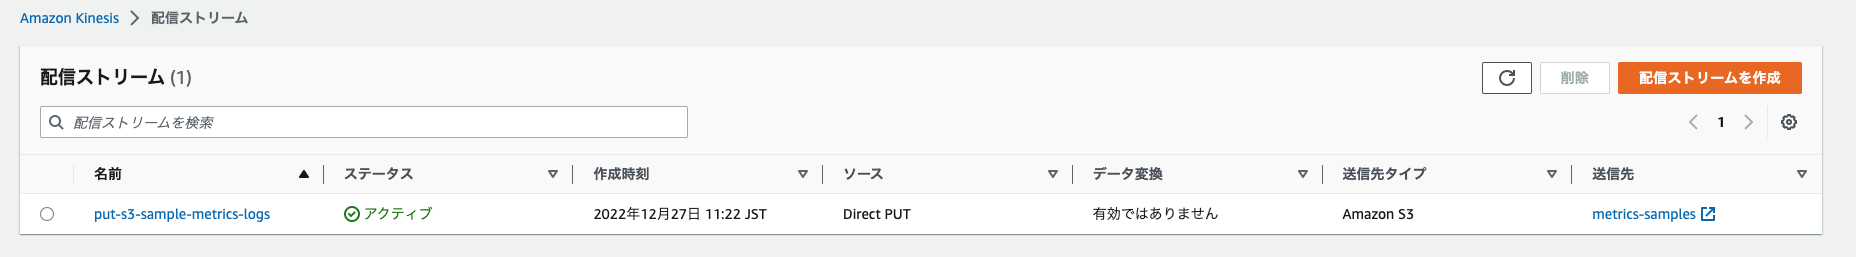 Amazon Kinesis 配信ストリーム
配信ストリーム (1)
削除
配信ストリームを作成
配信ストリームを検索
1
名前 ステータス 作成時刻 ソース データ変換 送信先タイプ 送信先
put-s3-sample-metrics-logs アクティブ 2022年12月27日 11:22 JST Direct PUT 有効ではありません Amazon S3 metrics-samples